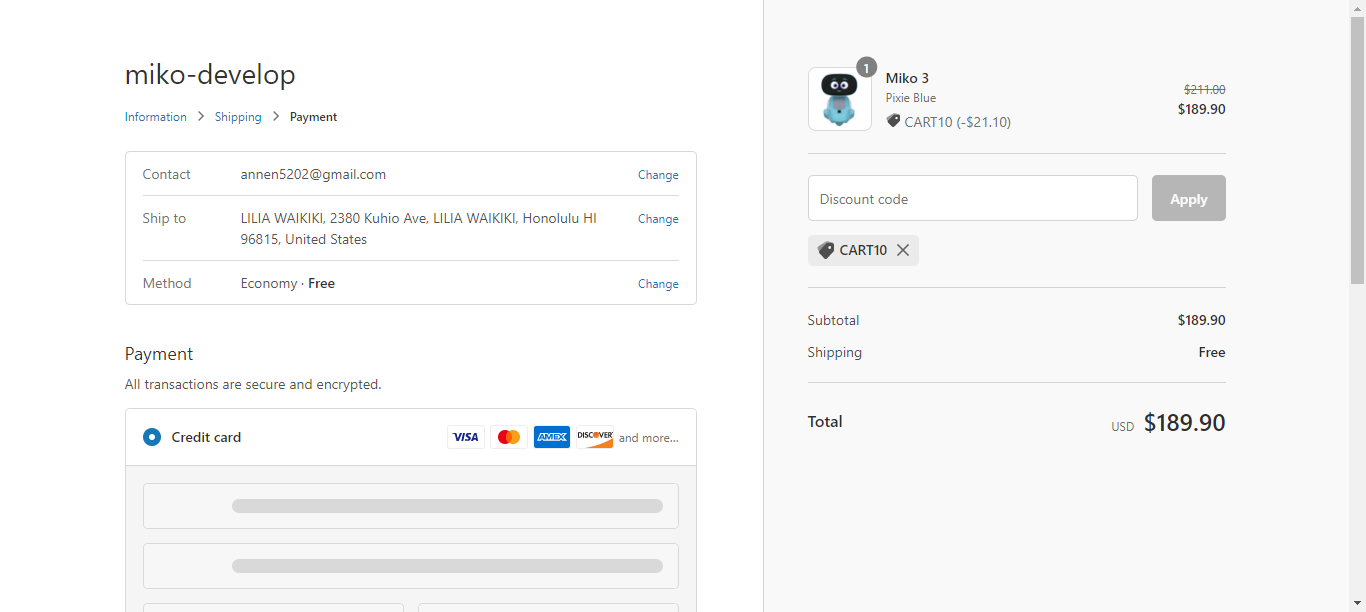 miko-develop
Information > Shipping > Payment
Contact annen5202@gmail.com Change
Ship to LILIA WAIKIKI, 2380 Kuhio Ave, LILIA WAIKIKI, Honolulu HI Change
96815, United States
Method Economy · Free Change
Payment
All transactions are secure and encrypted.
Credit card VISA AMEX DISCOVER and more...
1
Miko 3
Pixie Blue
CART10 (-$21.10)
$211.00
$189.90
Discount code Apply
CART10
Subtotal $189.90
Shipping Free
Total USD $189.90